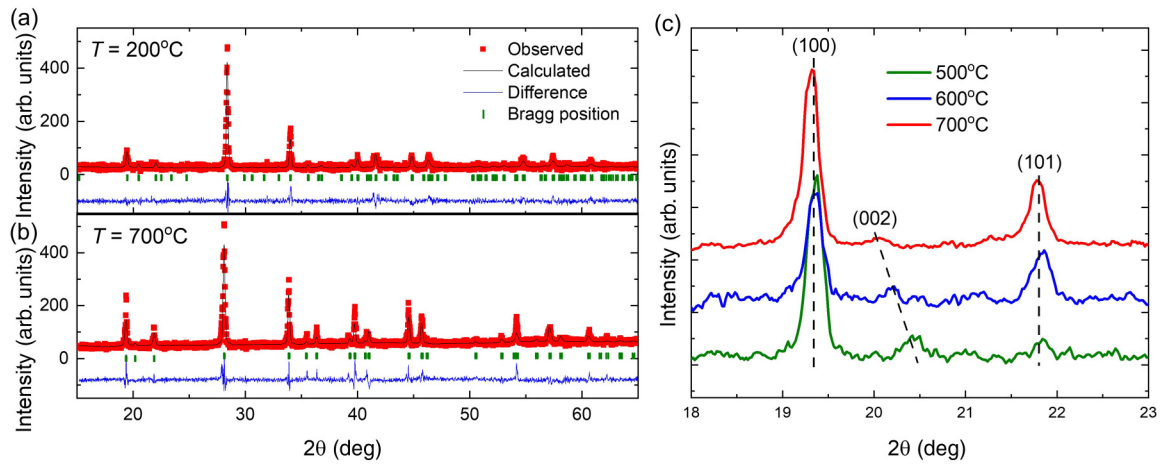 (a)
T = 200°C
Observed
Calculated
Difference
Bragg position
Intensity (arb. units)
400
200
0
(b)
T = 700°C
Intensity (arb. units)
400
200
0
20
30
40
50
60
2θ (deg)
(c)
(100)
(002)
(101)
500°C
600°C
700°C
Intensity (arb. units)
18
19
20
21
22
23
2θ (deg)